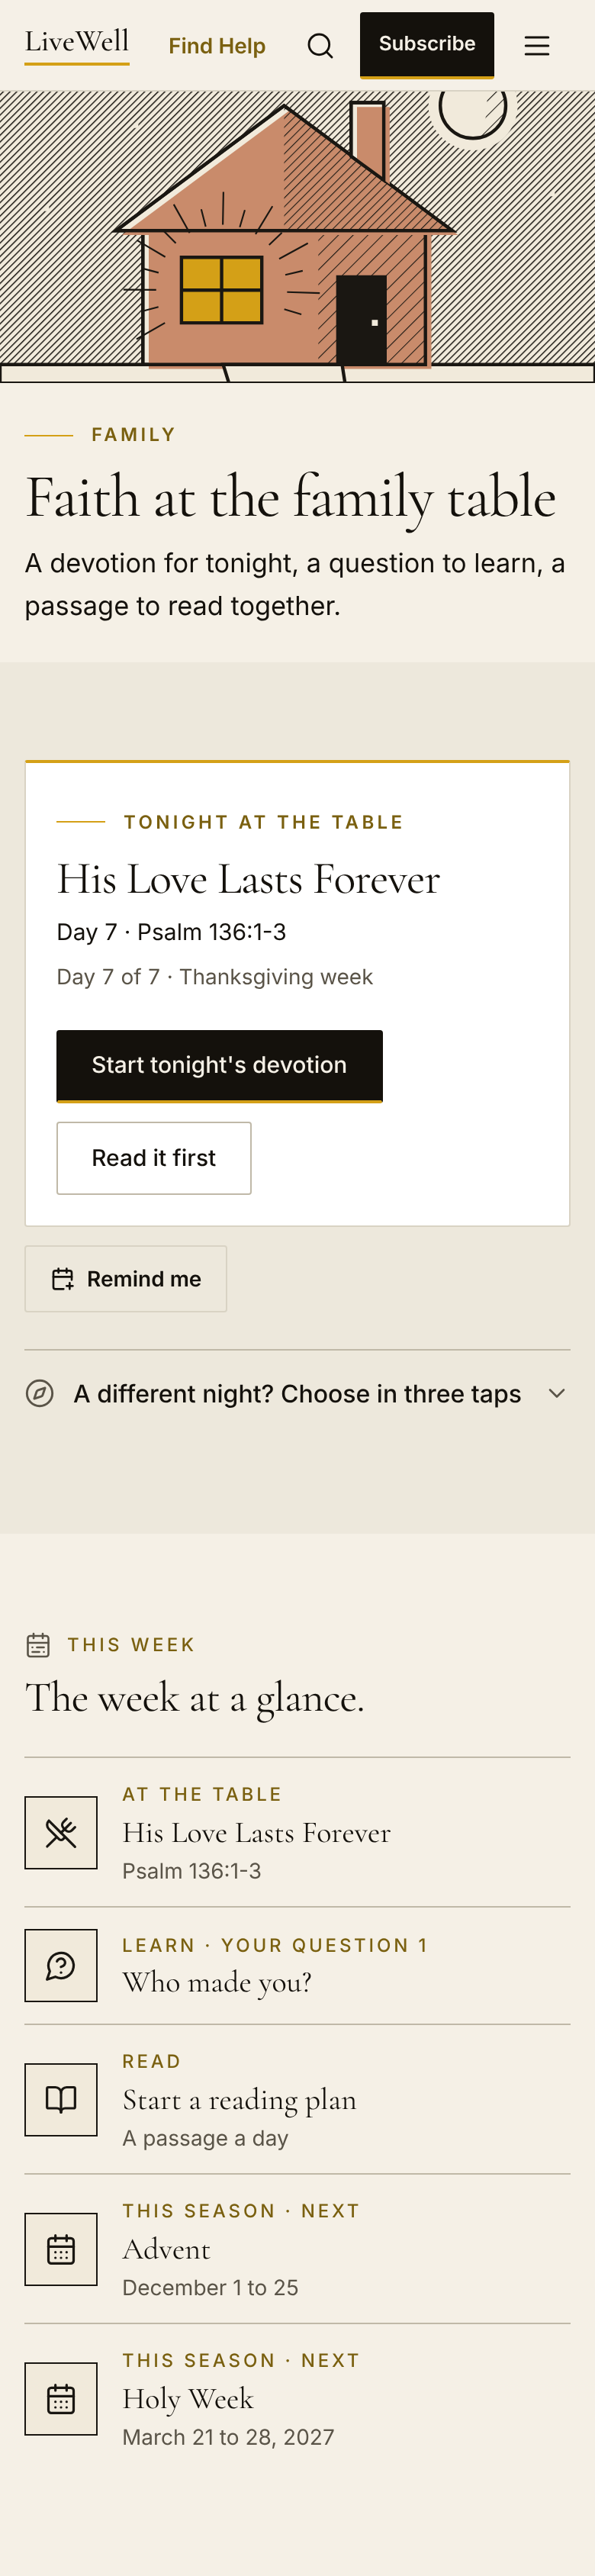 LiveWell
Find Help
Subscribe
FAMILY
Faith at the family table
A devotion for tonight, a question to learn, a
passage to read together.
TONIGHT AT THE TABLE
His Love Lasts Forever
Day 7 · Psalm 136:1-3
Day 7 of 7 · Thanksgiving week
Start tonight's devotion
Read it first
Remind me
A different night? Choose in three taps
THIS WEEK
The week at a glance.
AT THE TABLE
His Love Lasts Forever
Psalm 136:1-3
LEARN · YOUR QUESTION 1
Who made you?
READ
Start a reading plan
A passage a day
THIS SEASON · NEXT
Advent
December 1 to 25
THIS SEASON · NEXT
Holy Week
March 21 to 28, 2027